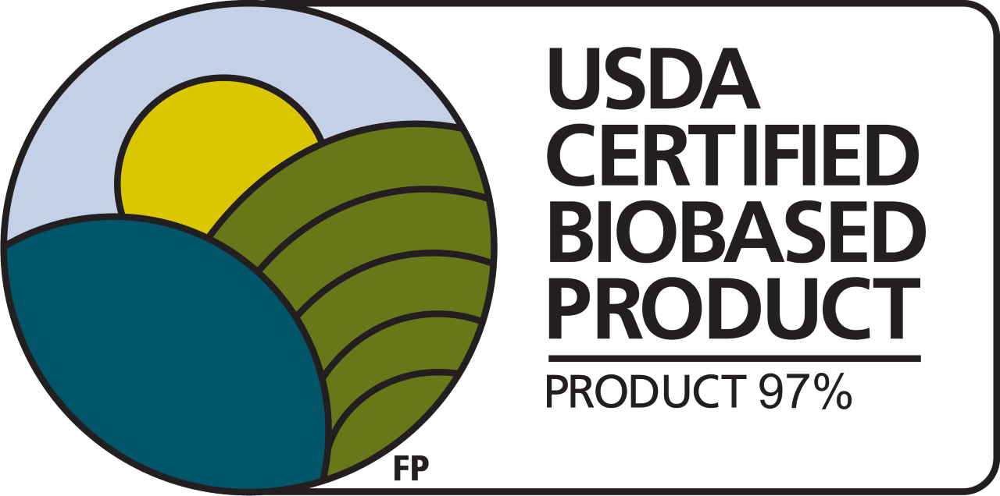 USDA
CERTIFIED
BIOBASED
PRODUCT
PRODUCT 97%
FP